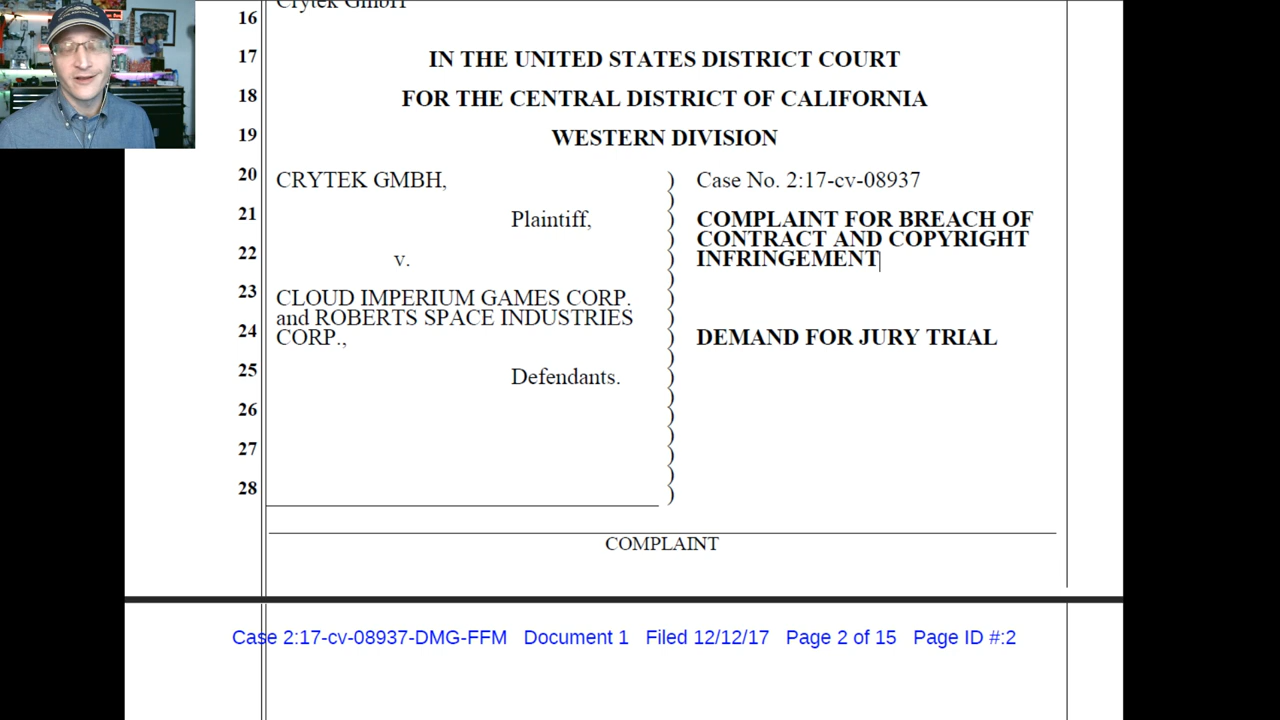 16
Crytek GmbH
17 IN THE UNITED STATES DISTRICT COURT
18 FOR THE CENTRAL DISTRICT OF CALIFORNIA
19 WESTERN DIVISION
20 CRYTEK GMBH, ) Case No. 2:17-cv-08937
)
21 Plaintiff, ) COMPLAINT FOR BREACH OF
) CONTRACT AND COPYRIGHT
22 v. ) INFRINGEMENT
)
23 CLOUD IMPERIUM GAMES CORP. )
and ROBERTS SPACE INDUSTRIES )
24 CORP., ) DEMAND FOR JURY TRIAL
)
25 Defendants. )
)
26 )
)
27 )
)
28 )
COMPLAINT
Case 2:17-cv-08937-DMG-FFM Document 1 Filed 12/12/17 Page 2 of 15 Page ID #:2